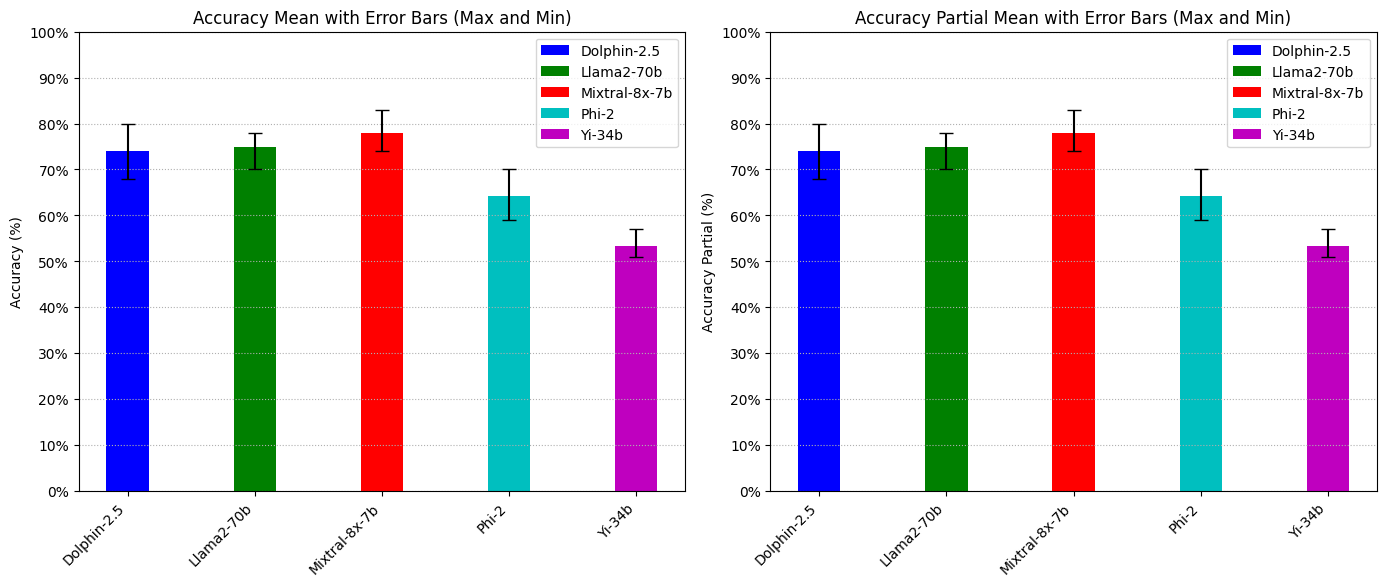 Accuracy Mean with Error Bars (Max and Min)
Accuracy (%)
100%
90%
80%
70%
60%
50%
40%
30%
20%
10%
0%
Dolphin-2.5
Llama2-70b
Mixtral-8x-7b
Phi-2
Yi-34b
Dolphin-2.5
Llama2-70b
Mixtral-8x-7b
Phi-2
Yi-34b
Accuracy Partial Mean with Error Bars (Max and Min)
Accuracy Partial (%)
100%
90%
80%
70%
60%
50%
40%
30%
20%
10%
0%
Dolphin-2.5
Llama2-70b
Mixtral-8x-7b
Phi-2
Yi-34b
Dolphin-2.5
Llama2-70b
Mixtral-8x-7b
Phi-2
Yi-34b